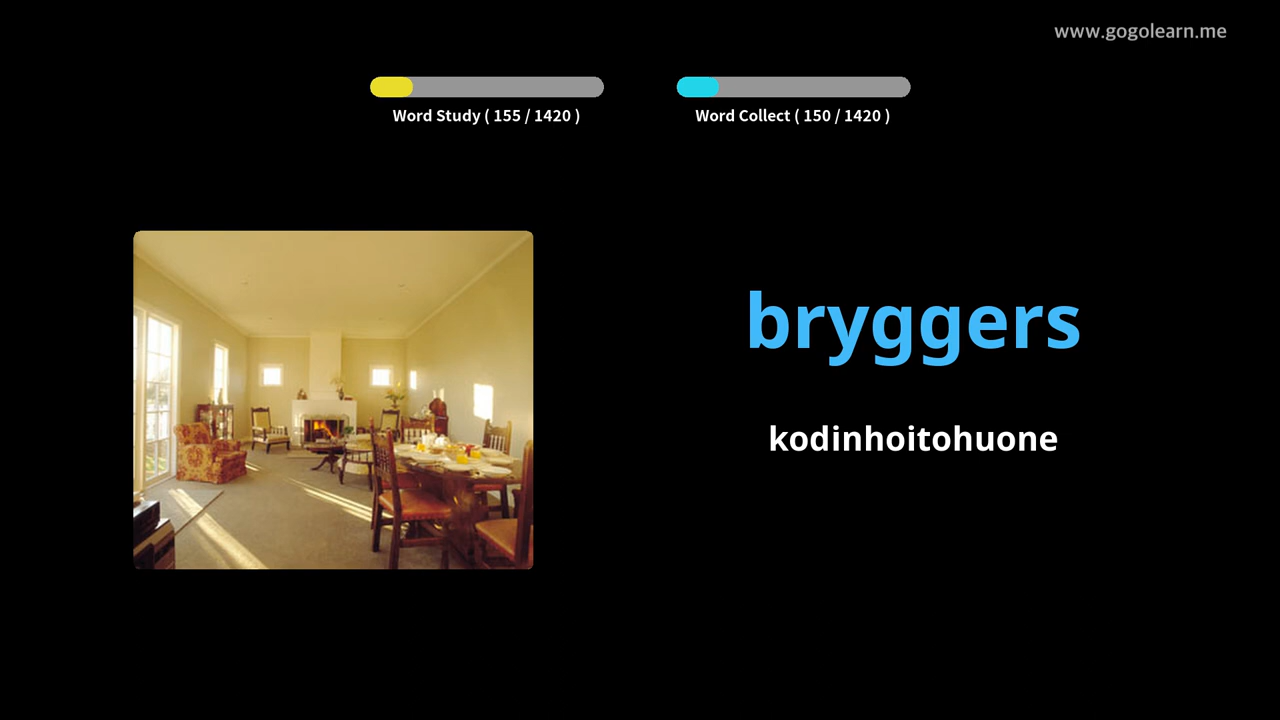 www.gogolearn.me
Word Study ( 155 / 1420 )
Word Collect ( 150 / 1420 )
bryggers
kodinhoitohuone